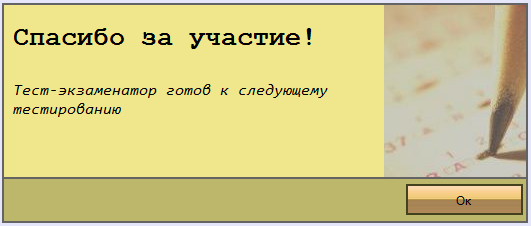 Спасибо за участие!
Тест-экзаменатор готов к следующему
тестированию
Ок